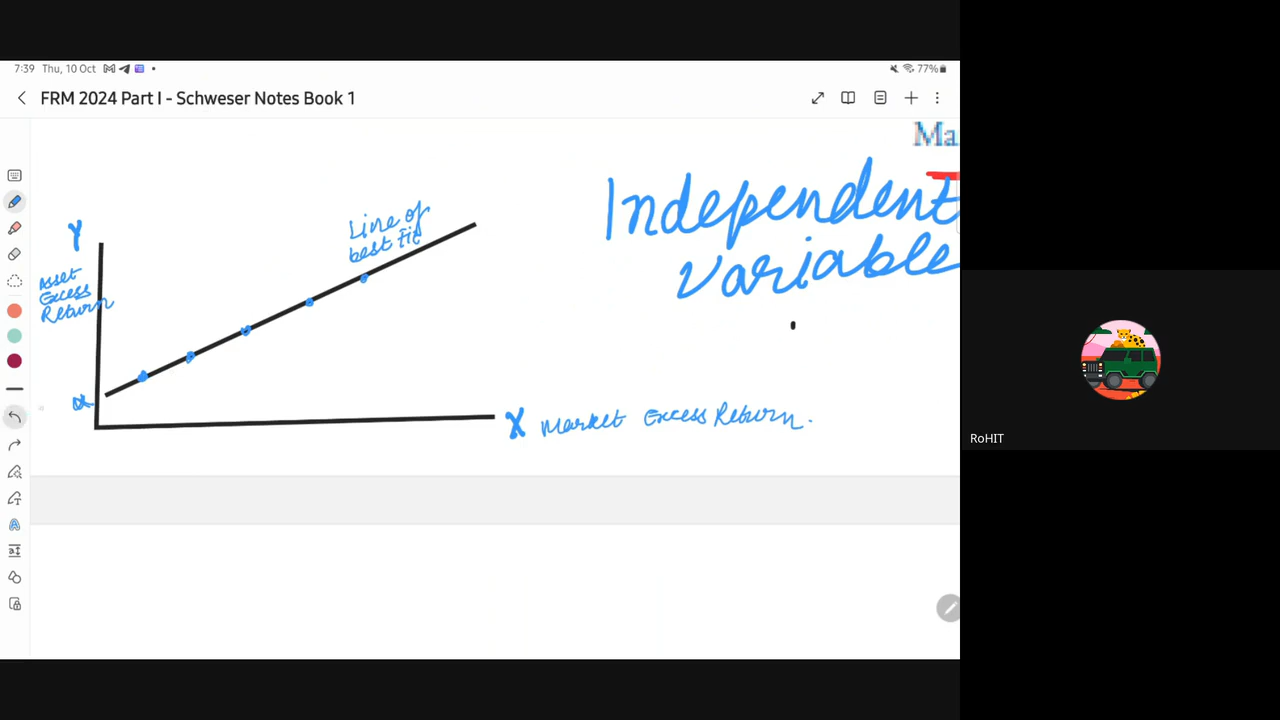 7:39 Thu, 10 Oct
77%
FRM 2024 Part I - Schweser Notes Book 1
Ma
Independent
variable
Line of
best fit
Y
Asset
Excess
Return
α
X Market Excess Return.
RoHIT